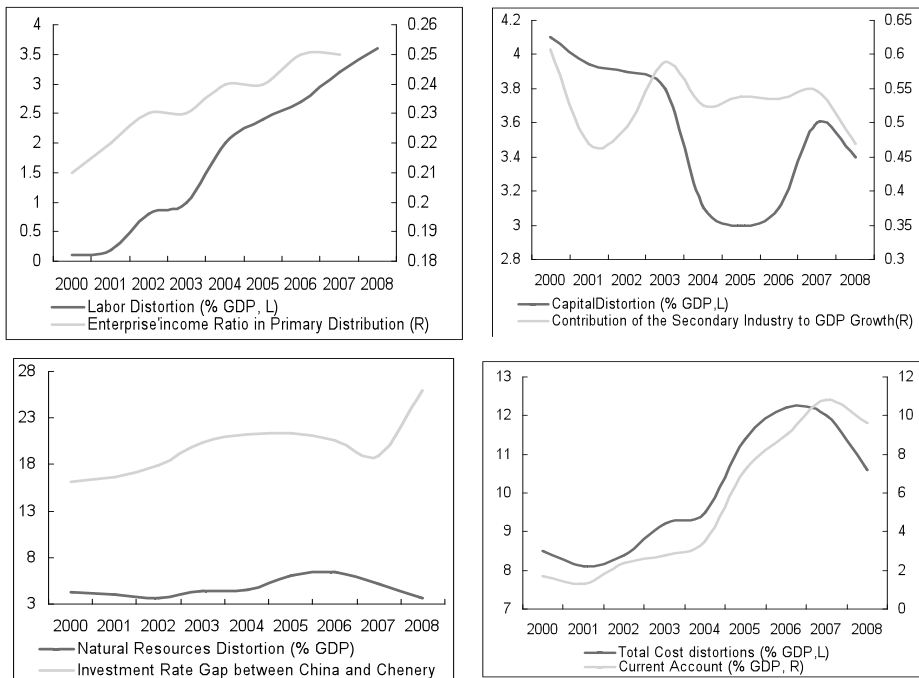 4 0.26
3.5 0.25
3 0.24
2.5 0.23
2 0.22
1.5 0.21
1 0.20
0.5 0.19
0 0.18
2000 2001 2002 2003 2004 2005 2006 2007 2008
Labor Distortion (% GDP, L)
Enterprise'income Ratio in Primary Distribution (R)
4.2 0.65
4 0.6
3.8 0.55
3.6 0.5
3.4 0.45
3.2 0.4
3 0.35
2.8 0.3
2000 2001 2002 2003 2004 2005 2006 2007 2008
CapitalDistortion (% GDP,L)
Contribution of the Secondary Industry to GDP Growth(R)
28
23
18
13
8
3
2000 2001 2002 2003 2004 2005 2006 2007 2008
Natural Resources Distortion (% GDP)
Investment Rate Gap between China and Chenery
13 12
12 10
11 8
10 6
9 4
8 2
7 0
2000 2001 2002 2003 2004 2005 2006 2007 2008
Total Cost distortions (% GDP,L)
Current Account (% GDP, R)